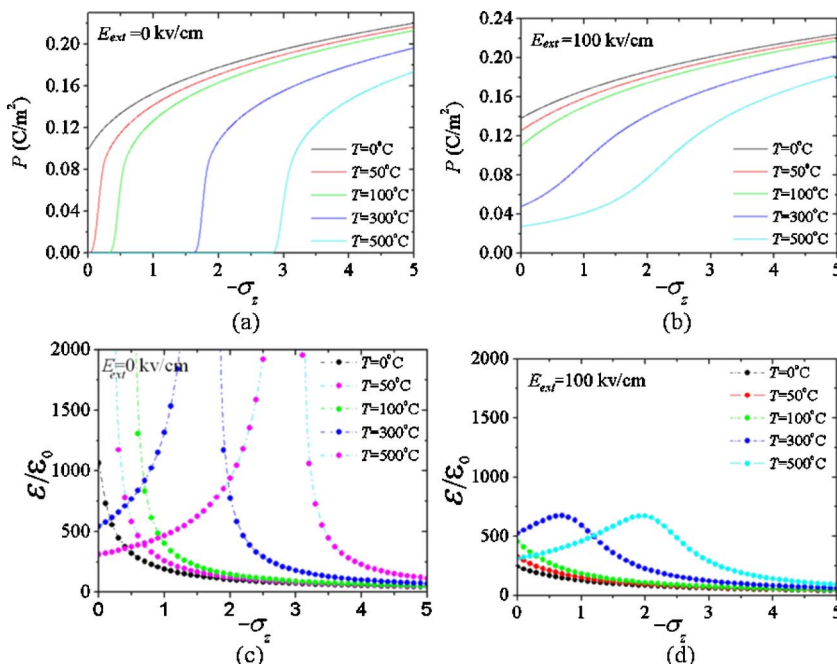 E_ext=0 kv/cm
0.20
0.16
0.12
0.08
0.04
0.00
P (C/m²)
T=0°C
T=50°C
T=100°C
T=300°C
T=500°C
0 1 2 3 4 5
-σ_z
(a)
E_ext=100 kv/cm
0.24
0.20
0.16
0.12
0.08
0.04
0.00
P (C/m²)
T=0°C
T=50°C
T=100°C
T=300°C
T=500°C
0 1 2 3 4 5
-σ_z
(b)
E_ext=0 kv/cm
2000
1500
1000
500
0
ε/ε₀
T=0°C
T=50°C
T=100°C
T=300°C
T=500°C
0 1 2 3 4 5
-σ_z
(c)
E_ext=100 kv/cm
2000
1500
1000
500
0
ε/ε₀
T=0°C
T=50°C
T=100°C
T=300°C
T=500°C
0 1 2 3 4 5
-σ_z
(d)